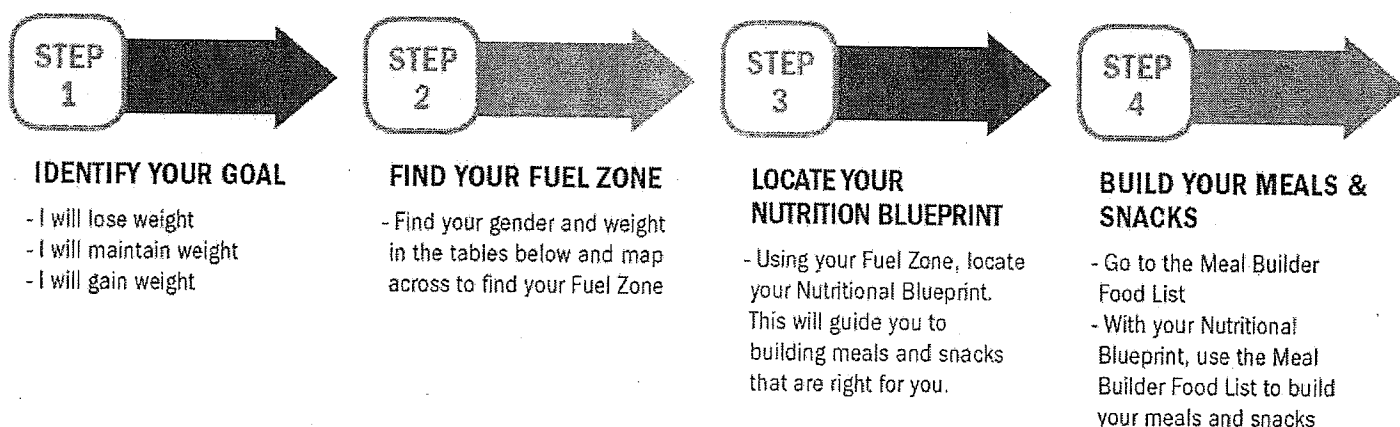 STEP
1
IDENTIFY YOUR GOAL
- I will lose weight
- I will maintain weight
- I will gain weight
STEP
2
FIND YOUR FUEL ZONE
- Find your gender and weight
in the tables below and map
across to find your Fuel Zone
STEP
3
LOCATE YOUR
NUTRITION BLUEPRINT
- Using your Fuel Zone, locate
your Nutritional Blueprint.
This will guide you to
building meals and snacks
that are right for you.
STEP
4
BUILD YOUR MEALS &
SNACKS
- Go to the Meal Builder
Food List
- With your Nutritional
Blueprint, use the Meal
Builder Food List to build
your meals and snacks